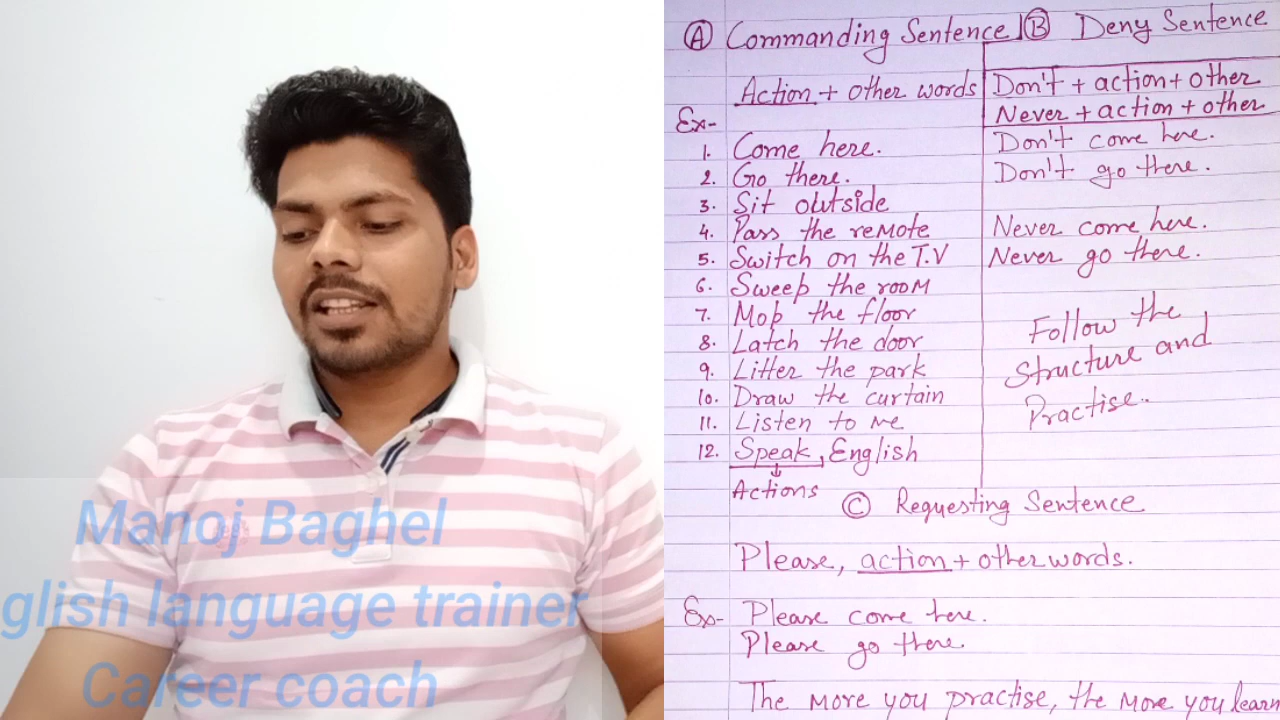 Manoj Baghel
glish language trainer
Career coach
Ⓐ Commanding Sentence
Action + other words
Ex-
1. Come here.
2. Go there.
3. Sit outside
4. Pass the remote
5. Switch on the T.V
6. Sweep the room
7. Mop the floor
8. Latch the door
9. Litter the park
10. Draw the curtain
11. Listen to me
12. Speak, English
Actions
Ⓑ Deny Sentence
Don't + action + other
Never + action + other
Don't come here.
Don't go there.
Never come here.
Never go there.
Follow the
structure and
Practise.
Ⓒ Requesting Sentence
Please, action + other words.
Ex- Please come here.
Please go there.
The more you practise, the more you learn